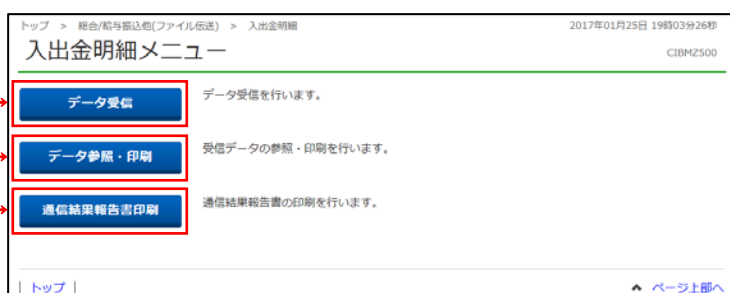 トップ > 総合/給与振込他(ファイル伝送) > 入出金明細
2017年01月25日 19時03分26秒
入出金明細メニュー
CIBMZ500
データ受信
データ受信を行います。
データ参照・印刷
受信データの参照・印刷を行います。
通信結果報告書印刷
通信結果報告書の印刷を行います。
| トップ |
ページ上部へ